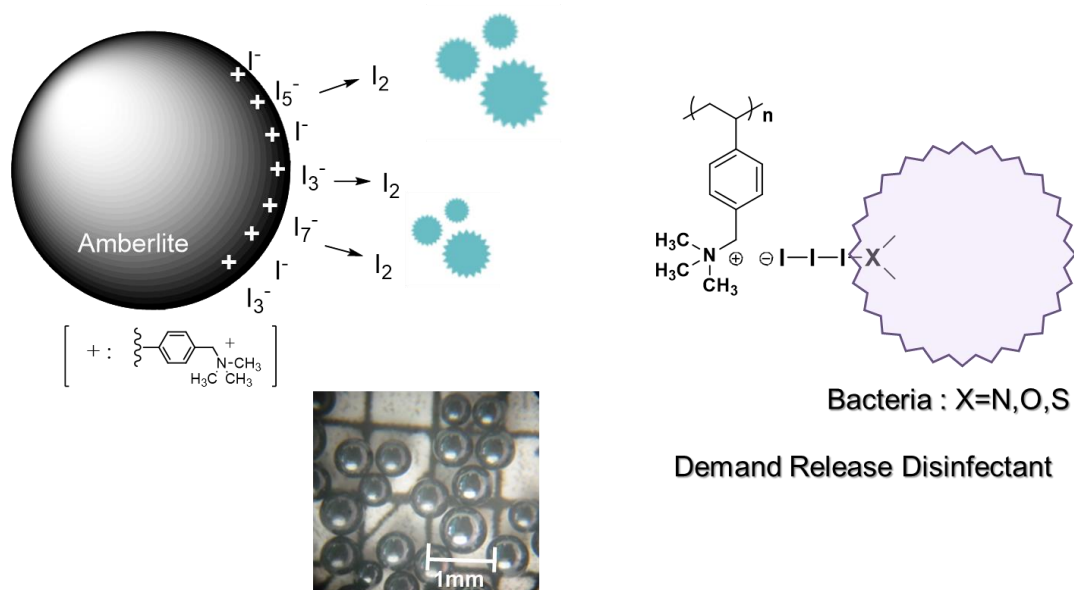 I-
I5-
I2
I-
I3-
I2
I7-
I2
I-
I3-
+
+
+
+
+
+
+
Amberlite
[ + : + N-CH3 H3C CH3 ]
1mm
n
H3C
H3C-N
CH3
+
- I-I-I-X
Bacteria : X=N,O,S
Demand Release Disinfectant